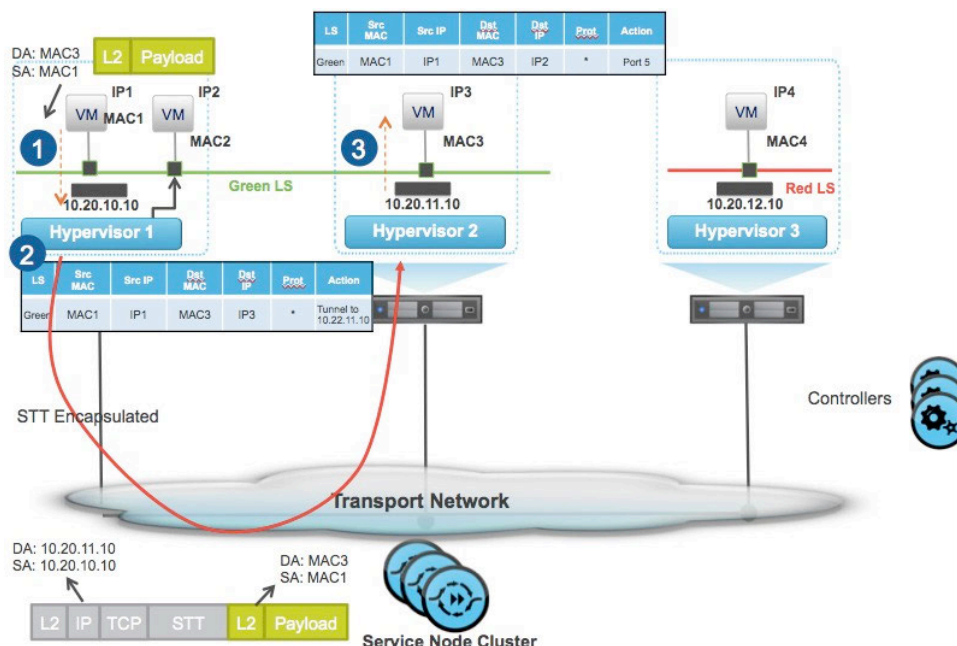 LS Src MAC Src IP Dst MAC Dst IP Prot Action
Green MAC1 IP1 MAC3 IP2 * Port 5
DA: MAC3
SA: MAC1
L2 Payload
IP1
IP2
IP3
IP4
VM
VM
VM
VM
MAC1
MAC2
MAC3
MAC4
1
3
Green LS
Red LS
10.20.10.10
10.20.11.10
10.20.12.10
Hypervisor 1
Hypervisor 2
Hypervisor 3
2
LS Src MAC Src IP Dst MAC Dst IP Prot Action
Green MAC1 IP1 MAC3 IP3 * Tunnel to 10.22.11.10
STT Encapsulated
Controllers
Transport Network
DA: 10.20.11.10
SA: 10.20.10.10
DA: MAC3
SA: MAC1
L2 IP TCP STT L2 Payload
Service Node Cluster